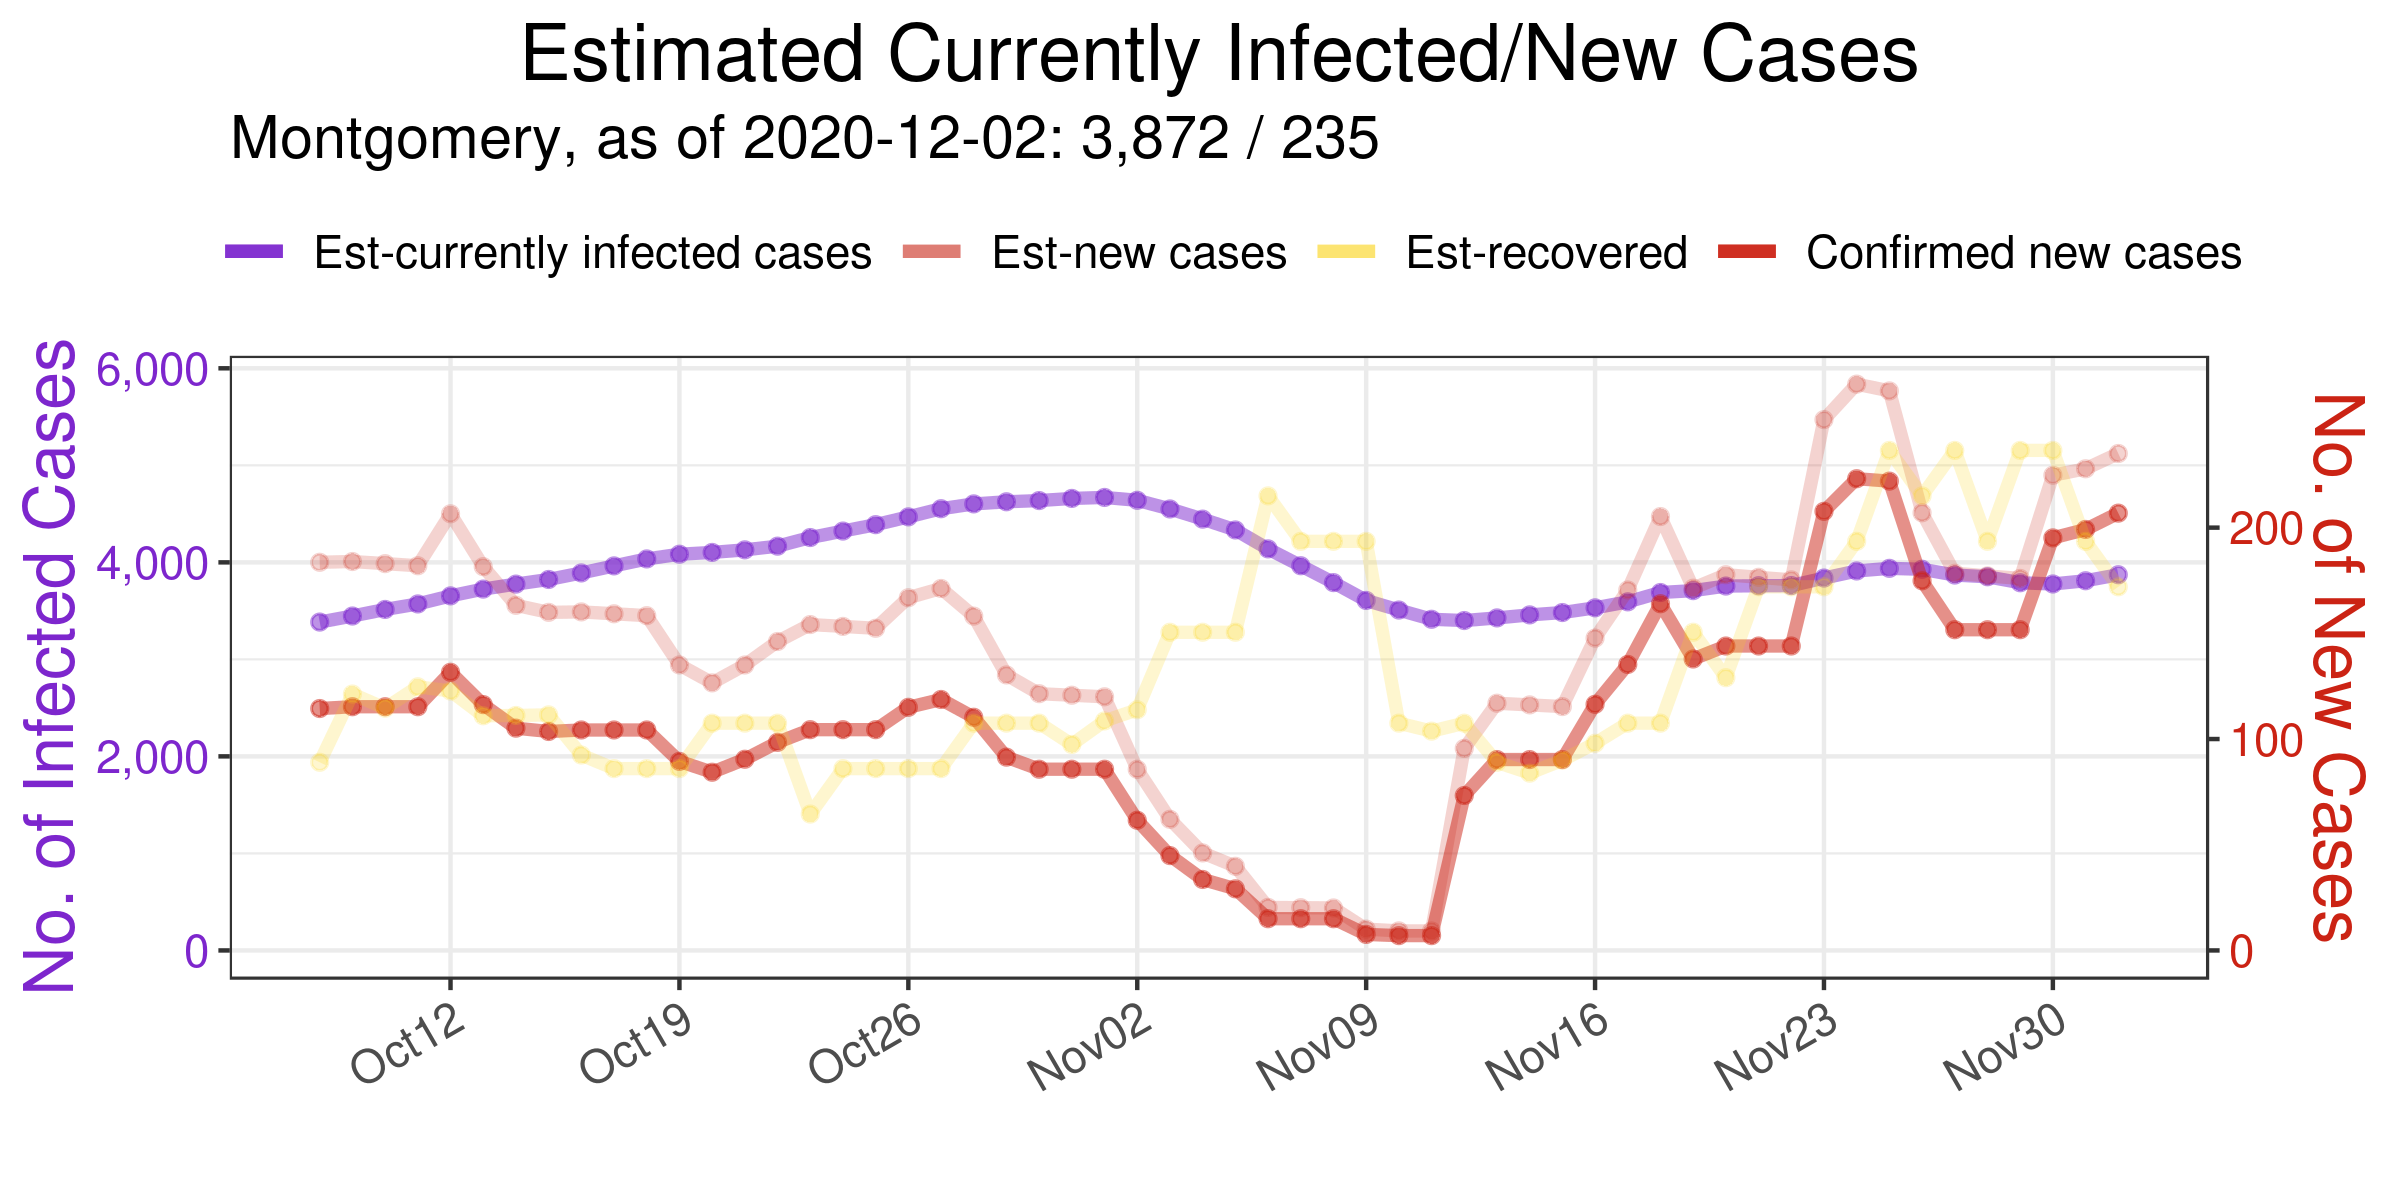 Estimated Currently Infected/New Cases
Montgomery, as of 2020-12-02: 3,872 / 235
Est-currently infected cases
Est-new cases
Est-recovered
Confirmed new cases
No. of Infected Cases
6,000
4,000
2,000
0
No. of New Cases
200
100
0
Oct12
Oct19
Oct26
Nov02
Nov09
Nov16
Nov23
Nov30